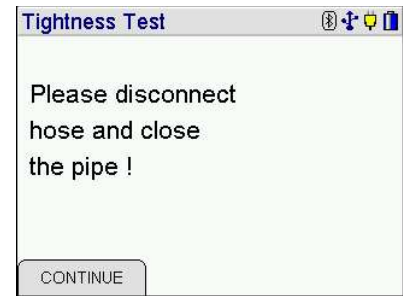 Tightness Test
Please disconnect
hose and close
the pipe !
CONTINUE